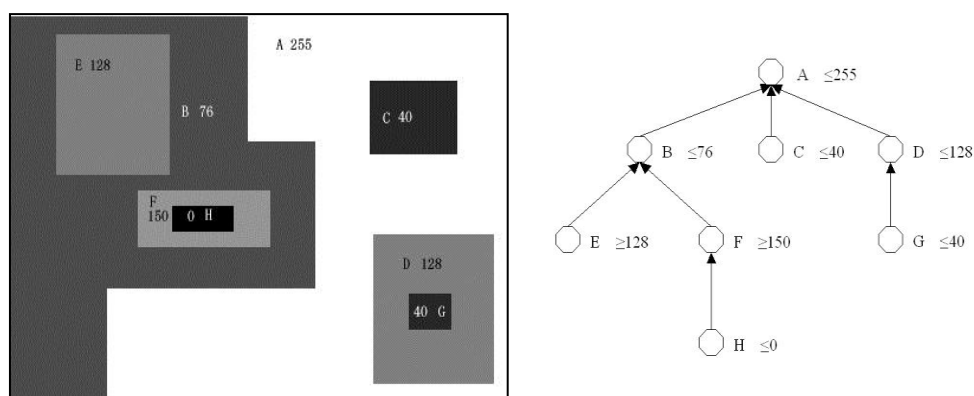 A 255
E 128
B 76
C 40
F
150
0 H
D 128
40 G
A ≤255
B ≤76
C ≤40
D ≤128
E ≥128
F ≥150
G ≤40
H ≤0